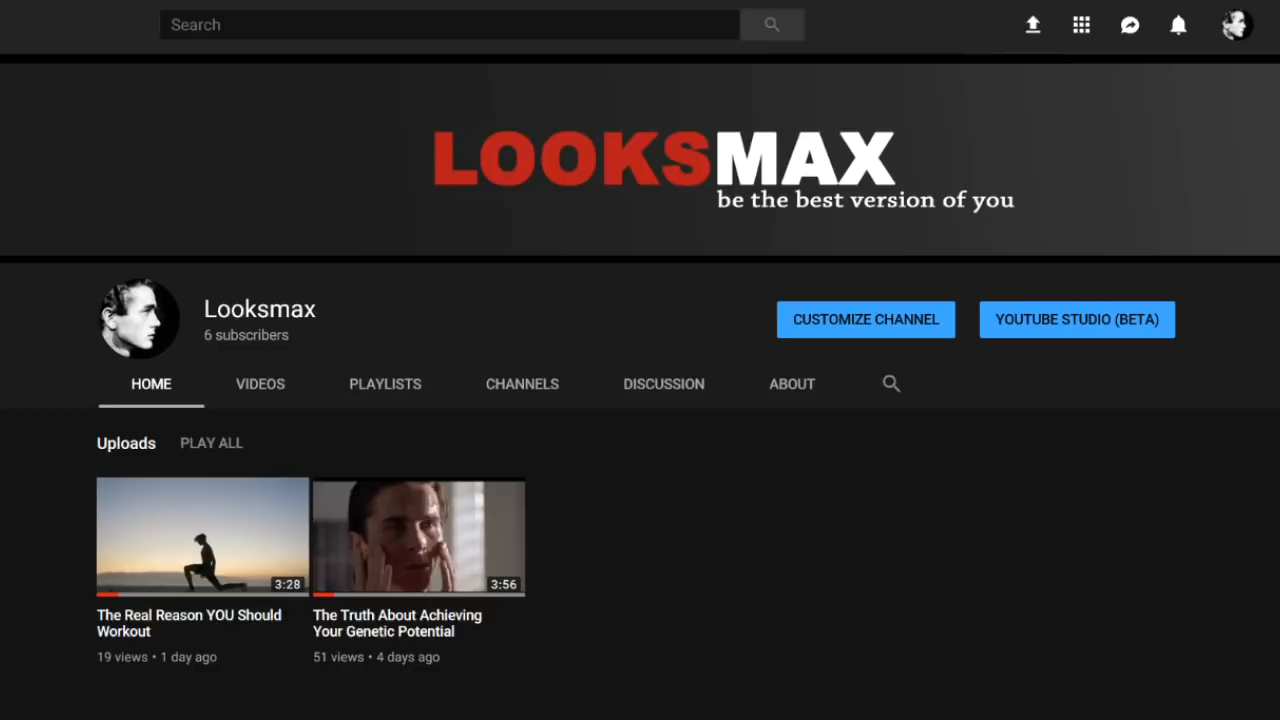 Search
LOOKSMAX
be the best version of you
Looksmax
6 subscribers
CUSTOMIZE CHANNEL
YOUTUBE STUDIO (BETA)
HOME
VIDEOS
PLAYLISTS
CHANNELS
DISCUSSION
ABOUT
Uploads
PLAY ALL
3:28
3:56
The Real Reason YOU Should
Workout
19 views • 1 day ago
The Truth About Achieving
Your Genetic Potential
51 views • 4 days ago